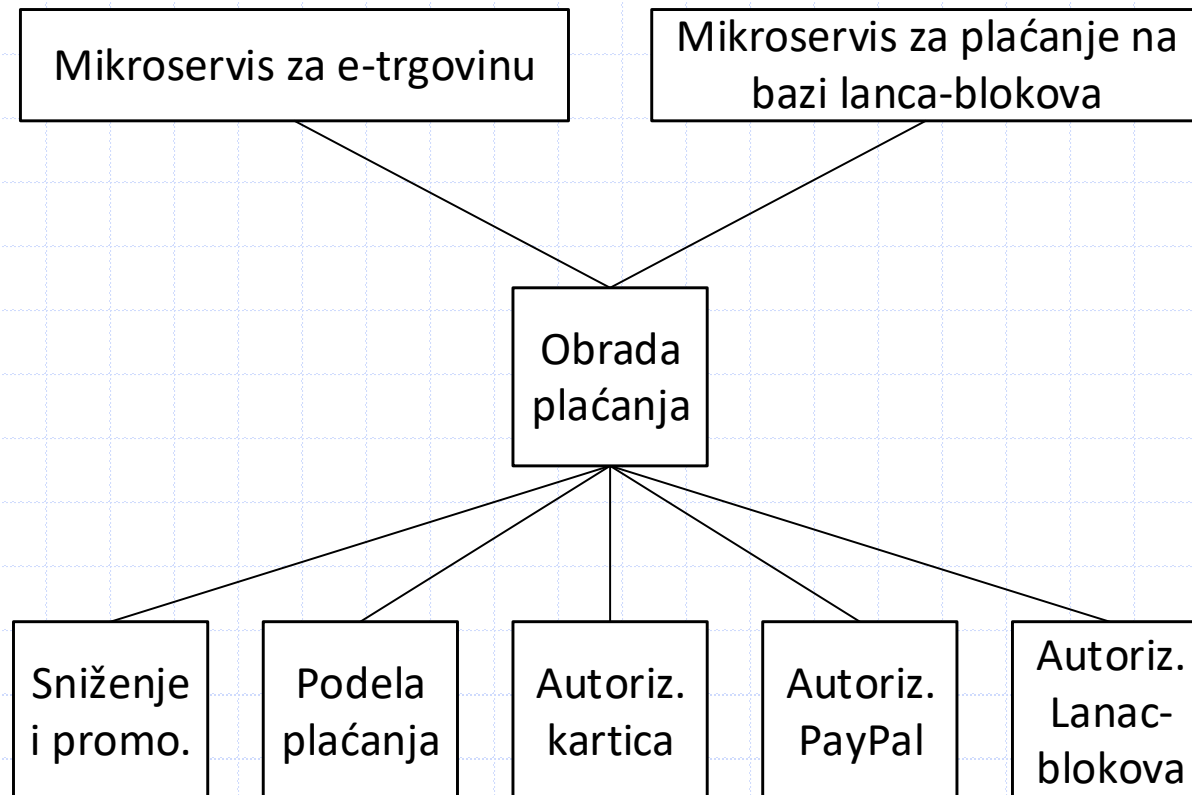 Mikroservis za e-trgovinu
Mikroservis za plaćanje na
bazi lanca-blokova
Obrada
plaćanja
Sniženje
i promo.
Podela
plaćanja
Autoriz.
kartica
Autoriz.
PayPal
Autoriz.
Lanac-
blokova